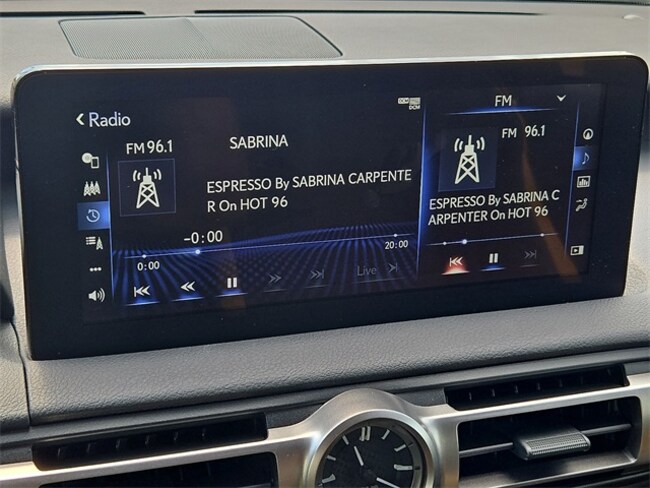 Radio
FM 96.1
SABRINA
ESPRESSO By SABRINA CARPENTE
R On HOT 96
-0:00
0:00
20:00
Live
FM
FM 96.1
ESPRESSO By SABRINA C
ARPENTER On HOT 96